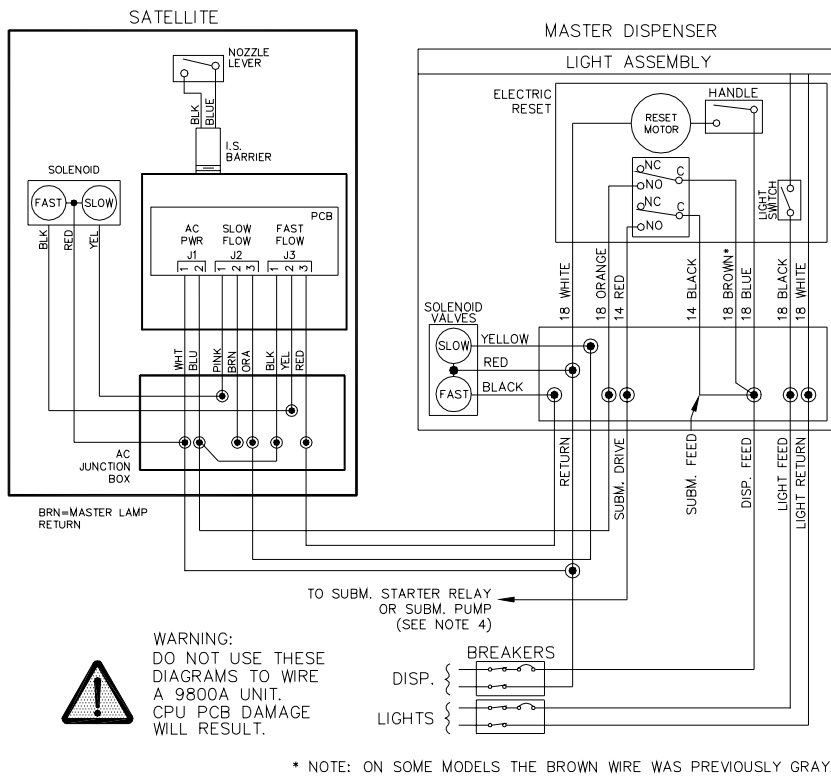 SATELLITE
NOZZLE
LEVER
BLK
BLUE
I.S.
BARRIER
SOLENOID
FAST
SLOW
BLK
RED
YEL
PCB
AC
PWR
SLOW
FLOW
FAST
FLOW
J1
J2
J3
1 2
1 2 3
1 2 3
WHT
BLU
PINK
BRN
ORA
BLK
YEL
RED
AC
JUNCTION
BOX
BRN=MASTER LAMP
RETURN
MASTER DISPENSER
LIGHT ASSEMBLY
ELECTRIC
RESET
RESET
MOTOR
HANDLE
NC
C
NO
NC
C
NO
LIGHT
SWITCH
18 WHITE
18 ORANGE
14 RED
14 BLACK
18 BROWN*
18 BLUE
18 BLACK
18 WHITE
SOLENOID
VALVES
SLOW
YELLOW
RED
FAST
BLACK
RETURN
SUBM. DRIVE
SUBM. FEED
DISP. FEED
LIGHT FEED
LIGHT RETURN
TO SUBM. STARTER RELAY
OR SUBM. PUMP
(SEE NOTE 4)
BREAKERS
DISP.
LIGHTS
WARNING:
DO NOT USE THESE
DIAGRAMS TO WIRE
A 9800A UNIT.
CPU PCB DAMAGE
WILL RESULT.
* NOTE: ON SOME MODELS THE BROWN WIRE WAS PREVIOUSLY GRAY.